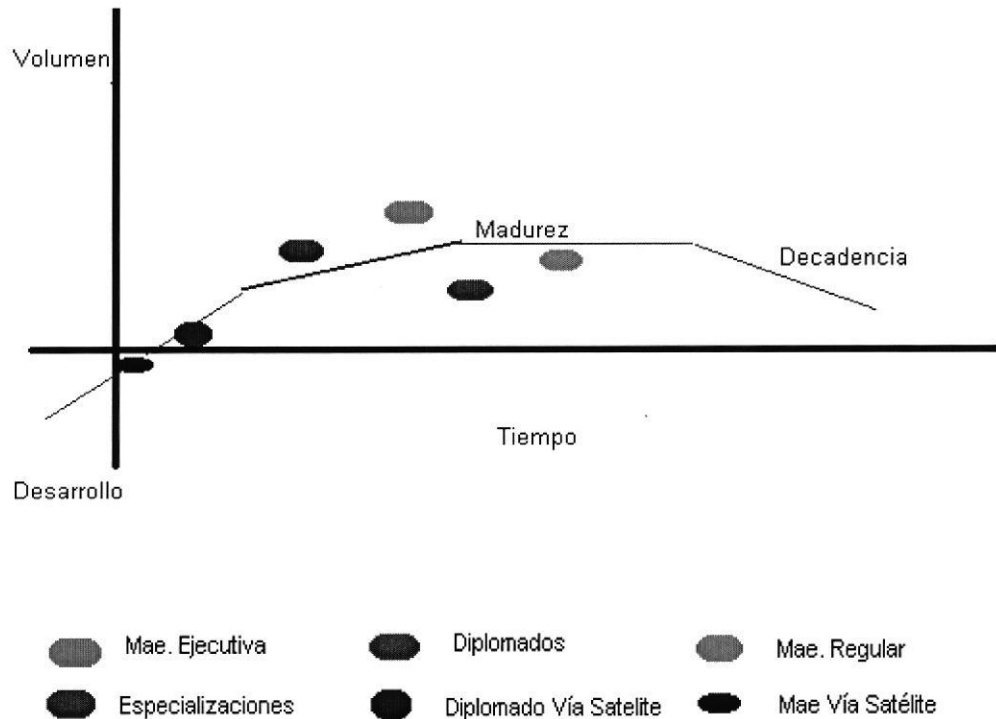 Volumen
Madurez
Decadencia
Tiempo
Desarrollo
Mae. Ejecutiva
Diplomados
Mae. Regular
Especializaciones
Diplomado Vía Satelite
Mae Vía Satélite